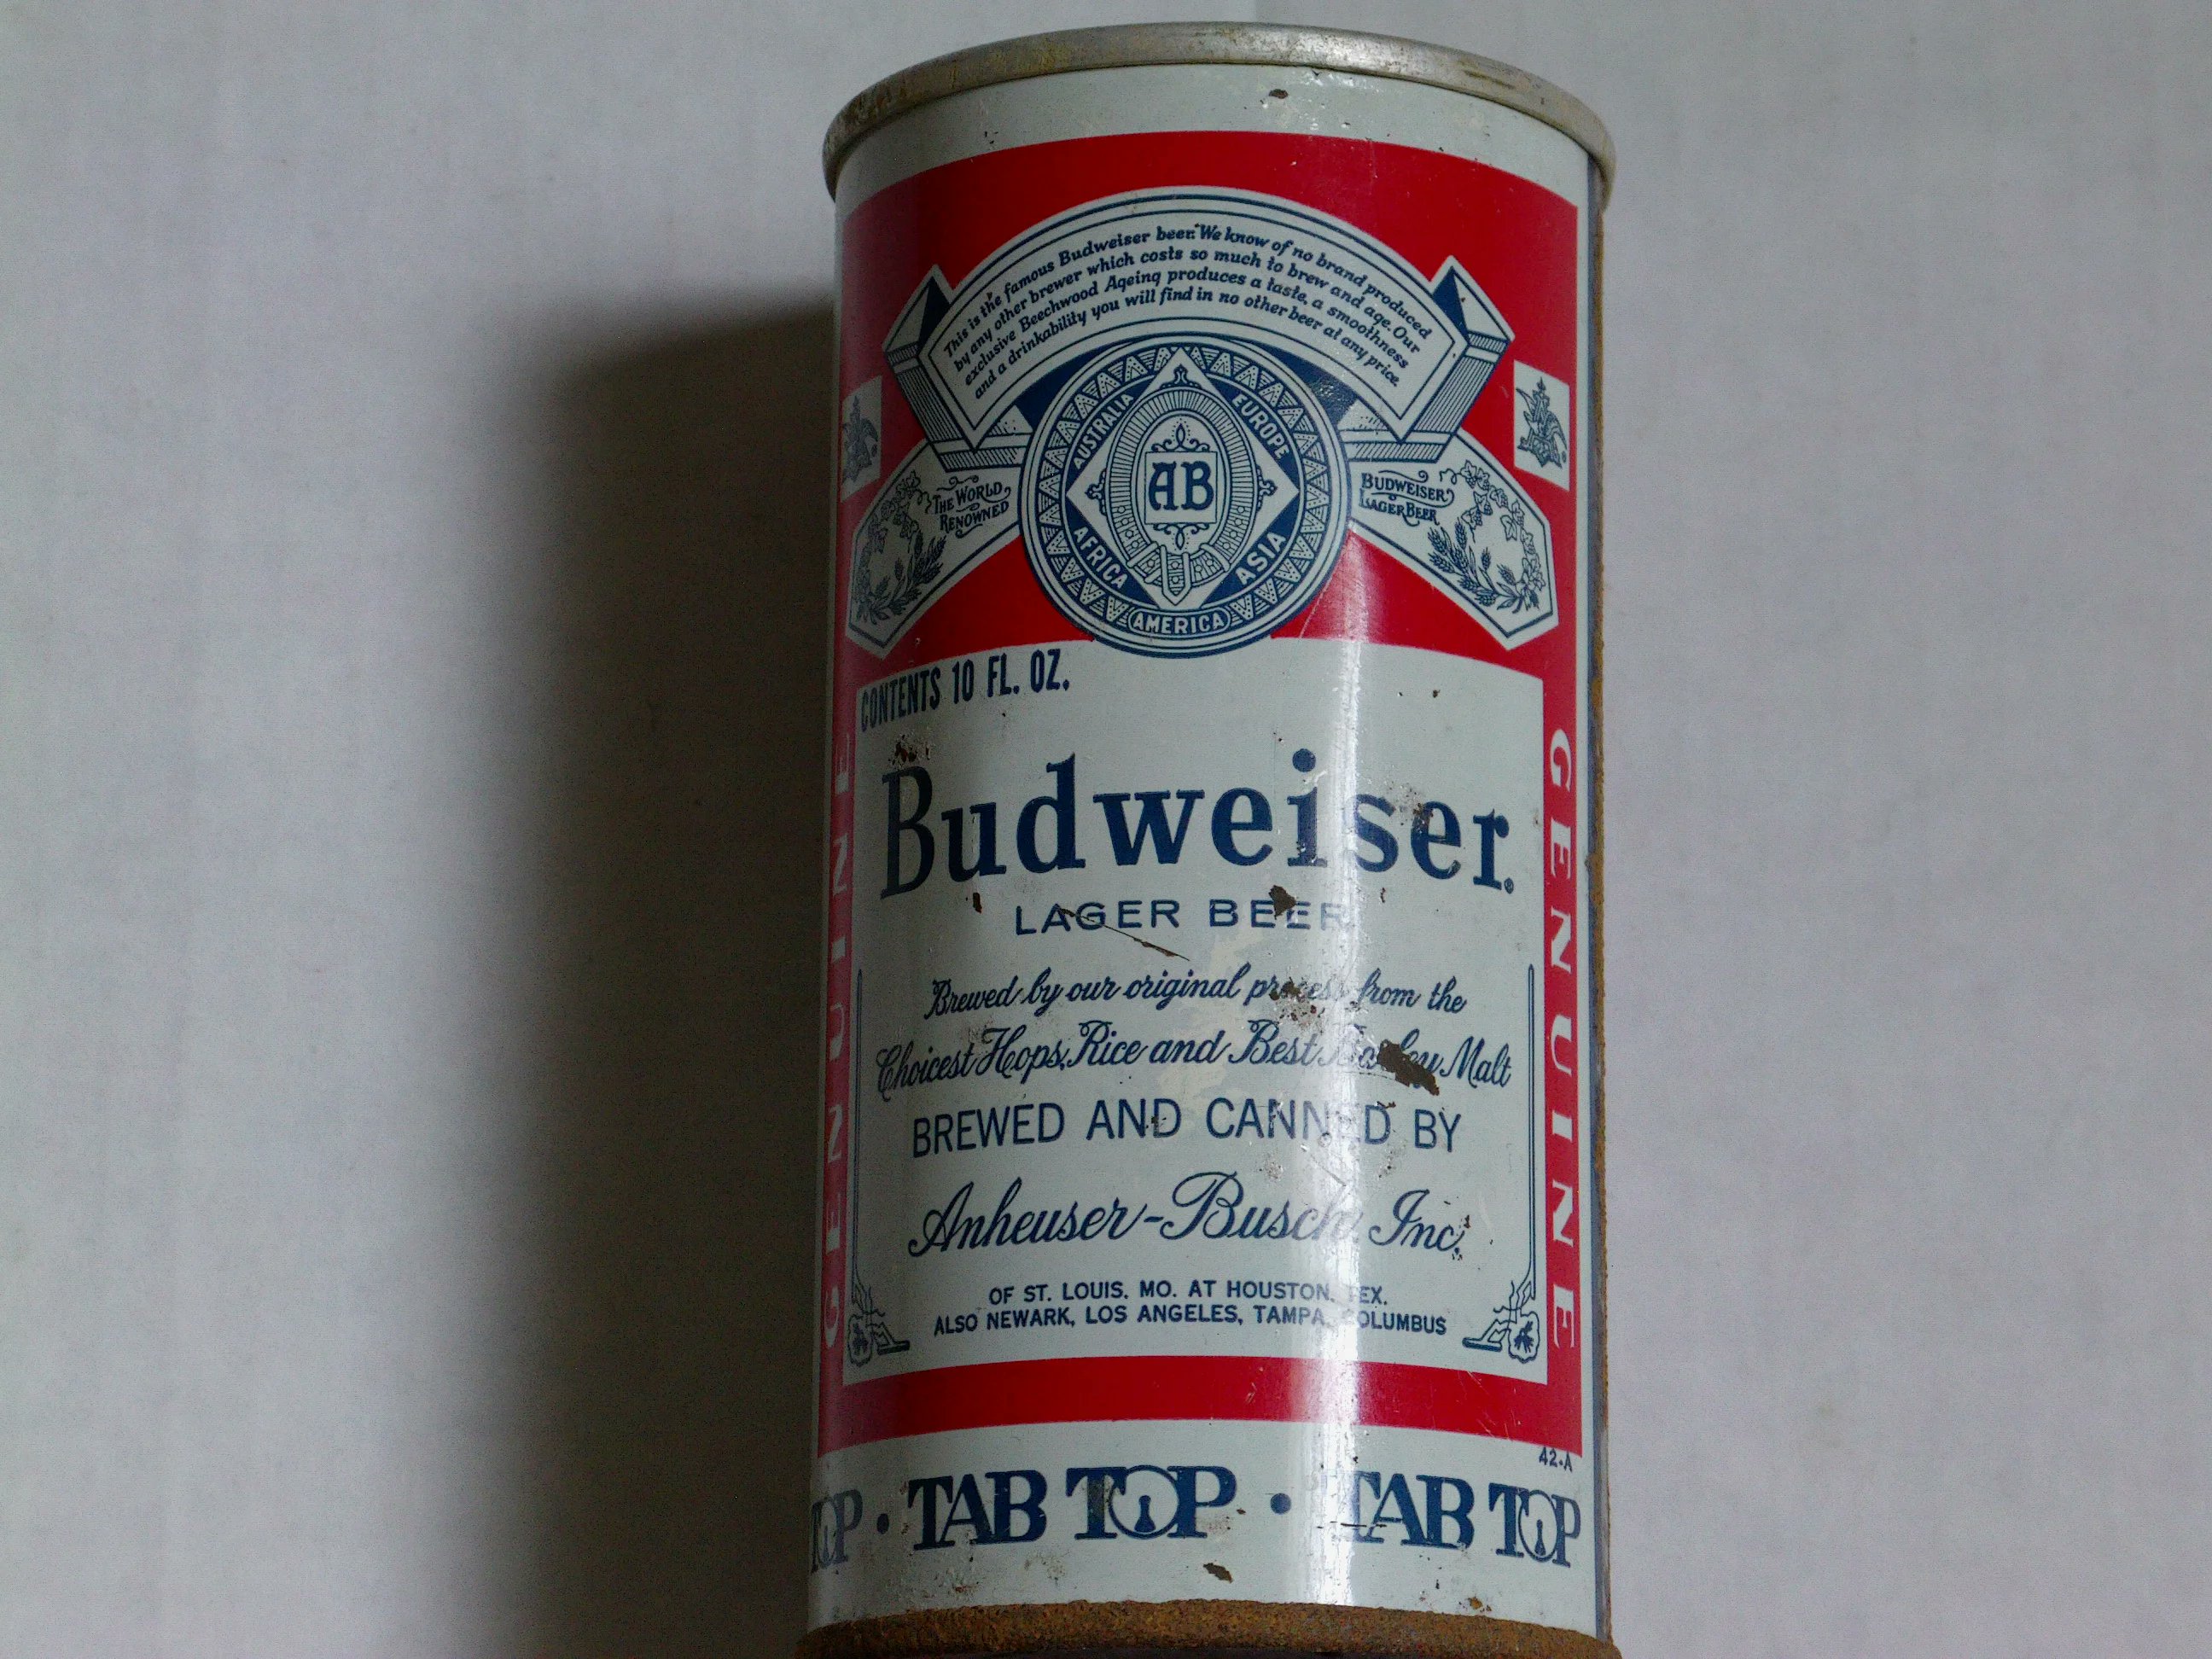 This is the famous Budweiser beer. We know of no brand produced
by any other brewer which costs so much to brew and age. Our
exclusive Beechwood Ageing produces a taste, a smoothness
and a drinkability you will find in no other beer at any price.
AUSTRALIA
EUROPE
AB
AFRICA
ASIA
AMERICA
THE WORLD
RENOWNED
BUDWEISER
LAGER BEER
CONTENTS 10 FL. OZ.
Budweiser®
LAGER BEER
Brewed by our original process from the
Choicest Hops, Rice and Best Barley Malt
BREWED AND CANNED BY
Anheuser-Busch, Inc.
OF ST. LOUIS, MO. AT HOUSTON, TEX.
ALSO NEWARK, LOS ANGELES, TAMPA, COLUMBUS
GENUINE
GENUINE
42-A
TOP • TAB TOP • TAB TOP